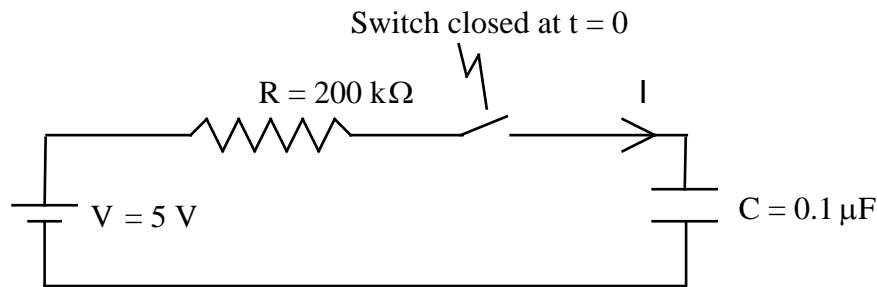 Switch closed at t = 0
R = 200 kΩ
I
V = 5 V
C = 0.1 µF